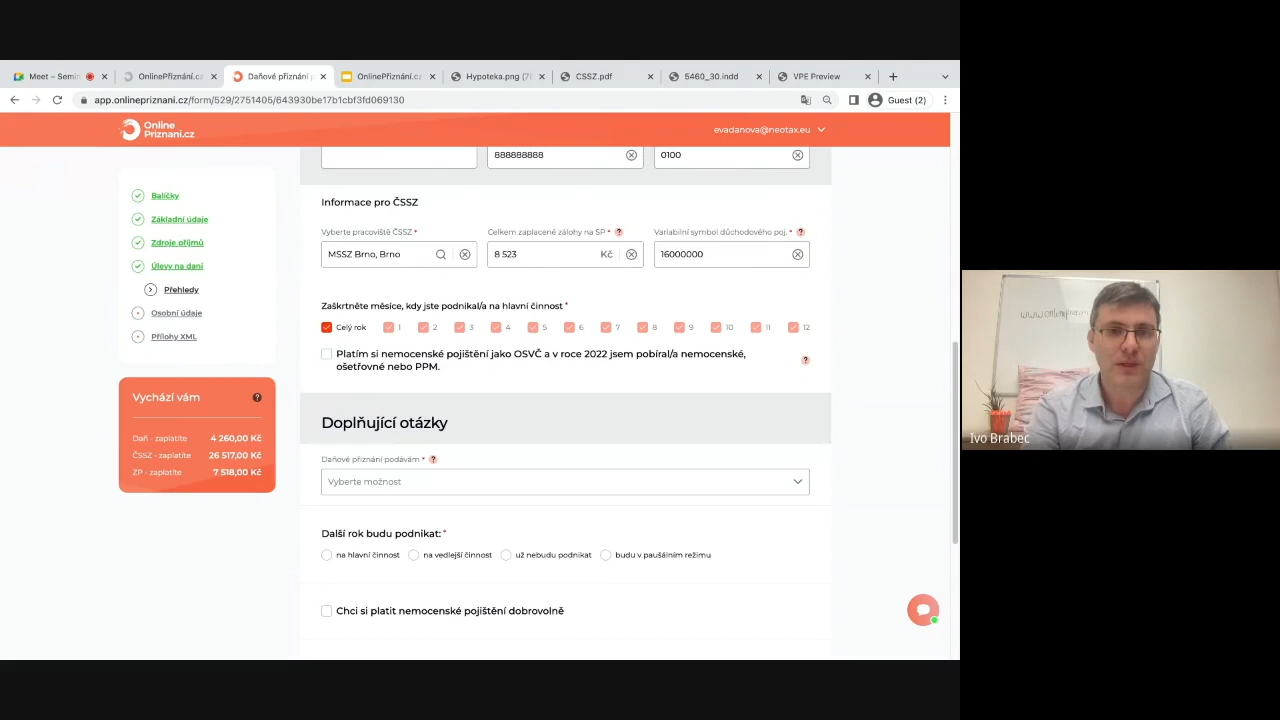 Meet – Semin
OnlinePřiznání.cz
Daňové přiznání p
OnlinePřiznání.cz
Hypoteka.png (7
CSSZ.pdf
5460_30.indd
VPE Preview
app.onlinepriznani.cz/form/529/2751405/643930be17b1cbf3fd069130
Guest (2)
Online
Priznani.cz
evadanova@neotax.eu
888888888
0100
Balíčky
Základní údaje
Zdroje příjmů
Úlevy na dani
Přehledy
Osobní údaje
Přílohy XML
Vychází vám
Daň - zaplatíte 4 260,00 Kč
ČSSZ - zaplatíte 26 517,00 Kč
ZP - zaplatíte 7 518,00 Kč
Informace pro ČSSZ
Vyberte pracoviště ČSSZ *
Celkem zaplacené zálohy na SP *
Variabilní symbol důchodového poj. *
MSSZ Brno, Brno
8 523 Kč
16000000
Zaškrtněte měsíce, kdy jste podnikal/a na hlavní činnost *
Celý rok 1 2 3 4 5 6 7 8 9 10 11 12
Platím si nemocenské pojištění jako OSVČ a v roce 2022 jsem pobíral/a nemocenské,
ošetřovné nebo PPM.
Doplňující otázky
Daňové přiznání podávám *
Vyberte možnost
Další rok budu podnikat: *
na hlavní činnost na vedlejší činnost už nebudu podnikat budu v paušálním režimu
Chci si platit nemocenské pojištění dobrovolně
Ivo Brabec